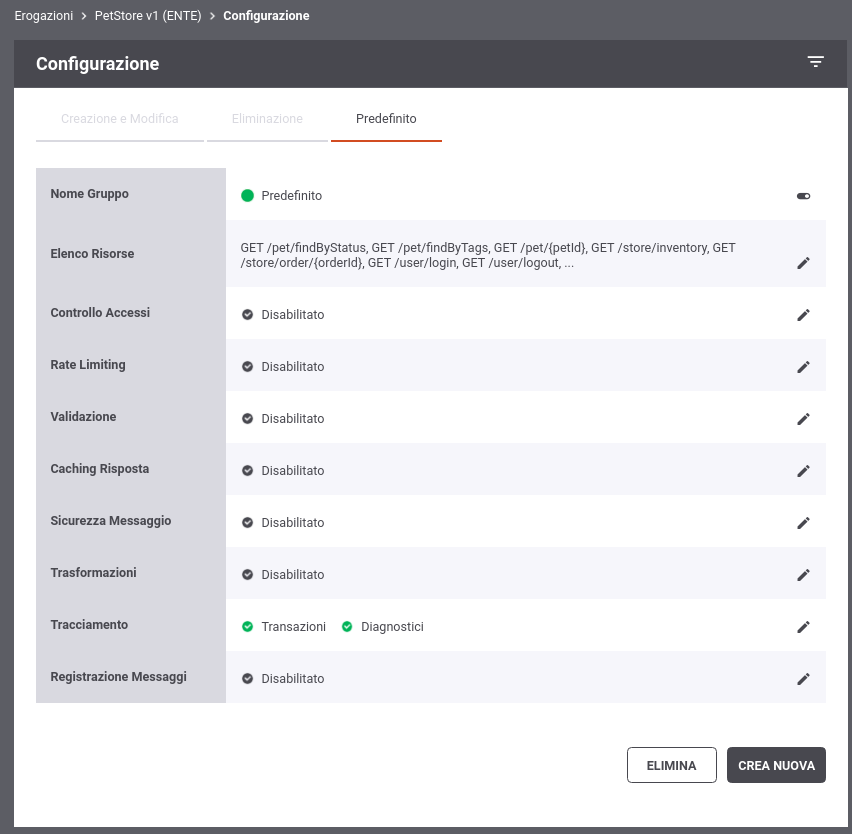 Erogazioni > PetStore v1 (ENTE) > Configurazione
Configurazione
Creazione e Modifica
Eliminazione
Predefinito
Nome Gruppo
Predefinito
Elenco Risorse
GET /pet/findByStatus, GET /pet/findByTags, GET /pet/{petId}, GET /store/inventory, GET
/store/order/{orderId}, GET /user/login, GET /user/logout, ...
Controllo Accessi
Disabilitato
Rate Limiting
Disabilitato
Validazione
Disabilitato
Caching Risposta
Disabilitato
Sicurezza Messaggio
Disabilitato
Trasformazioni
Disabilitato
Tracciamento
Transazioni
Diagnostici
Registrazione Messaggi
Disabilitato
ELIMINA
CREA NUOVA